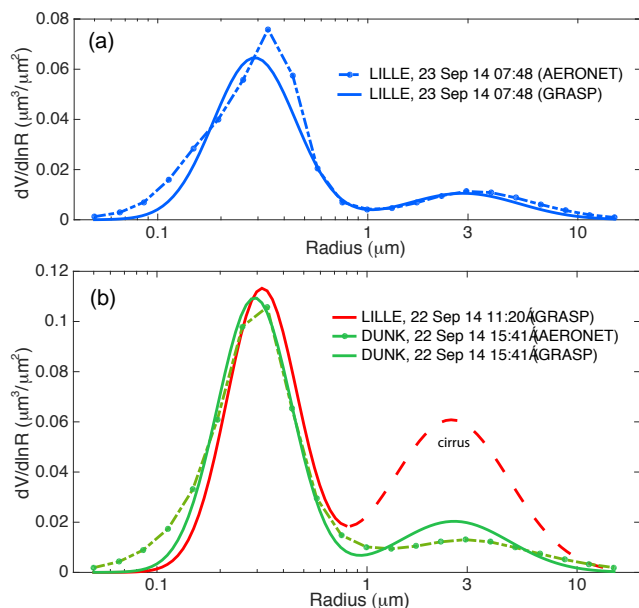 (a)
LILLE, 23 Sep 14 07:48 (AERONET)
LILLE, 23 Sep 14 07:48 (GRASP)
dV/dlnR (μm³/μm²)
0.08
0.06
0.04
0.02
0
0.1 1 3 10
Radius (μm)
(b)
LILLE, 22 Sep 14 11:20Á(GRASP)
DUNK, 22 Sep 14 15:41Á(AERONET)
DUNK, 22 Sep 14 15:41Á(GRASP)
cirrus
dV/dlnR (μm³/μm²)
0.12
0.1
0.08
0.06
0.04
0.02
0
0.1 1 3 10
Radius (μm)